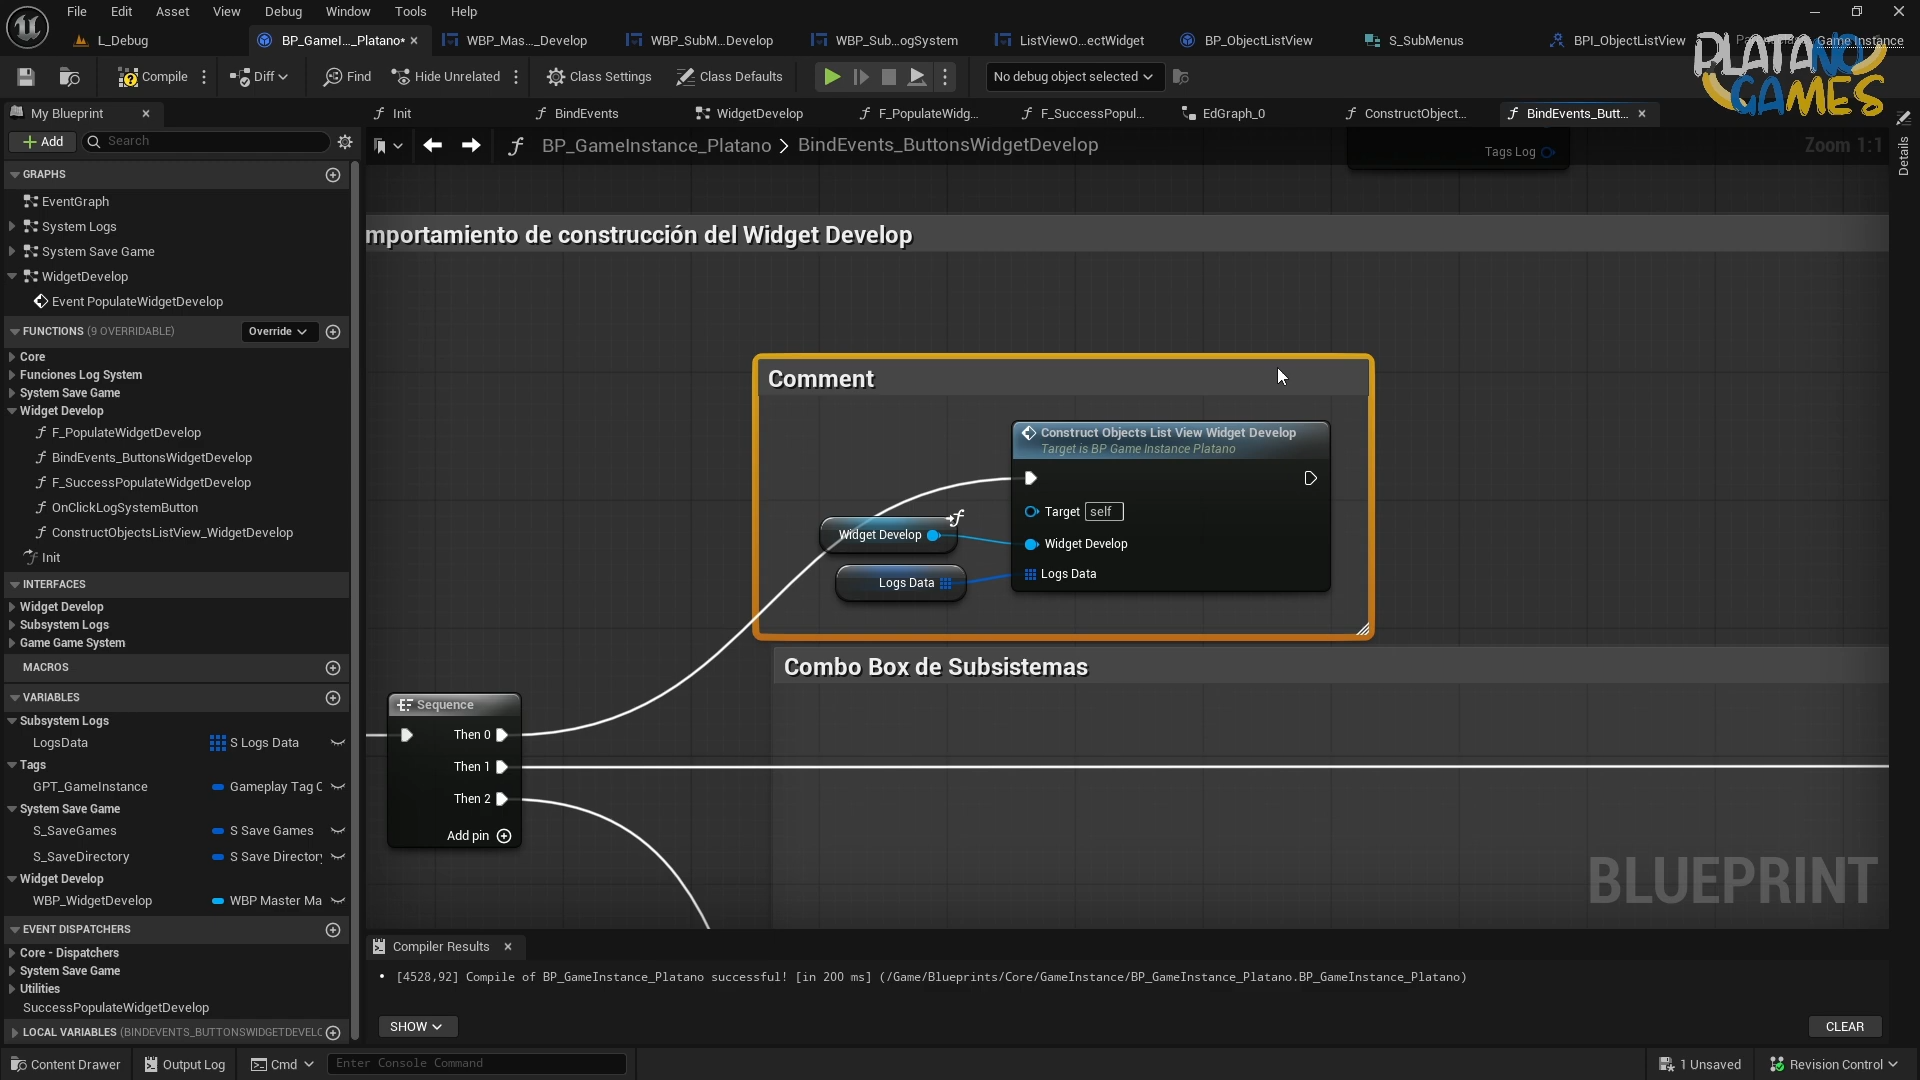 File Edit Asset View Debug Window Tools Help
L_Debug
BP_GameI..._Platano*
WBP_Mas..._Develop
WBP_SubM...Develop
WBP_Sub...ogSystem
ListViewO...ectWidget
BP_ObjectListView
S_SubMenus
BPI_ObjectListView
Game Instance
PLATANO
GAMES
Compile
Diff
Find
Hide Unrelated
Class Settings
Class Defaults
No debug object selected
My Blueprint
Init
BindEvents
WidgetDevelop
F_PopulateWidg...
F_SuccessPopul...
EdGraph_0
ConstructObject...
BindEvents_Butt...
Add
Search
BP_GameInstance_Platano > BindEvents_ButtonsWidgetDevelop
Zoom 1:1
Details
Tags Log
GRAPHS
EventGraph
System Logs
System Save Game
WidgetDevelop
Event PopulateWidgetDevelop
FUNCTIONS (9 OVERRIDABLE)
Override
Core
Funciones Log System
System Save Game
Widget Develop
F_PopulateWidgetDevelop
BindEvents_ButtonsWidgetDevelop
F_SuccessPopulateWidgetDevelop
OnClickLogSystemButton
ConstructObjectsListView_WidgetDevelop
Init
INTERFACES
Widget Develop
Subsystem Logs
Game Game System
MACROS
VARIABLES
Subsystem Logs
LogsData S Logs Data
Tags
GPT_GameInstance Gameplay Tag C
System Save Game
S_SaveGames S Save Games
S_SaveDirectory S Save Directory
Widget Develop
WBP_WidgetDevelop WBP Master Ma
EVENT DISPATCHERS
Core - Dispatchers
System Save Game
Utilities
SuccessPopulateWidgetDevelop
LOCAL VARIABLES (BINDEVENTS_BUTTONSWIDGETDEVELO
mportamiento de construcción del Widget Develop
Comment
Construct Objects List View Widget Develop
Target is BP Game Instance Platano
Target self
Widget Develop
Widget Develop
Logs Data
Logs Data
Combo Box de Subsistemas
Sequence
Then 0
Then 1
Then 2
Add pin
BLUEPRINT
Compiler Results
• [4528,92] Compile of BP_GameInstance_Platano successful! [in 200 ms] (/Game/Blueprints/Core/GameInstance/BP_GameInstance_Platano.BP_GameInstance_Platano)
SHOW
CLEAR
Content Drawer
Output Log
Cmd
Enter Console Command
1 Unsaved
Revision Control